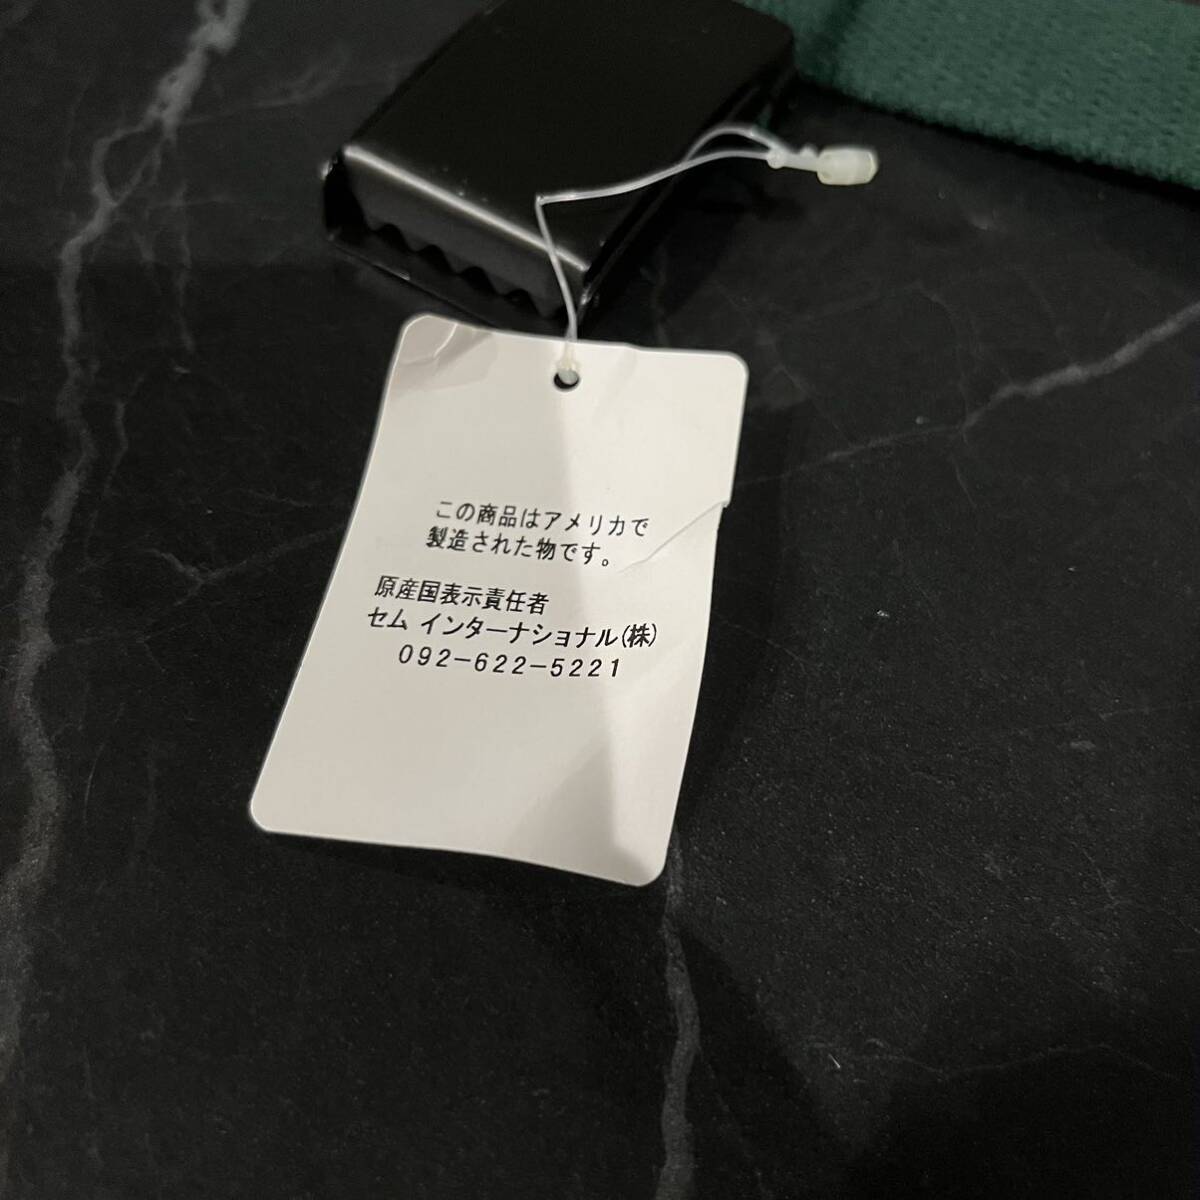 この商品はアメリカで
製造された物です。
原産国表示責任者
セム インターナショナル(株)
092-622-5221